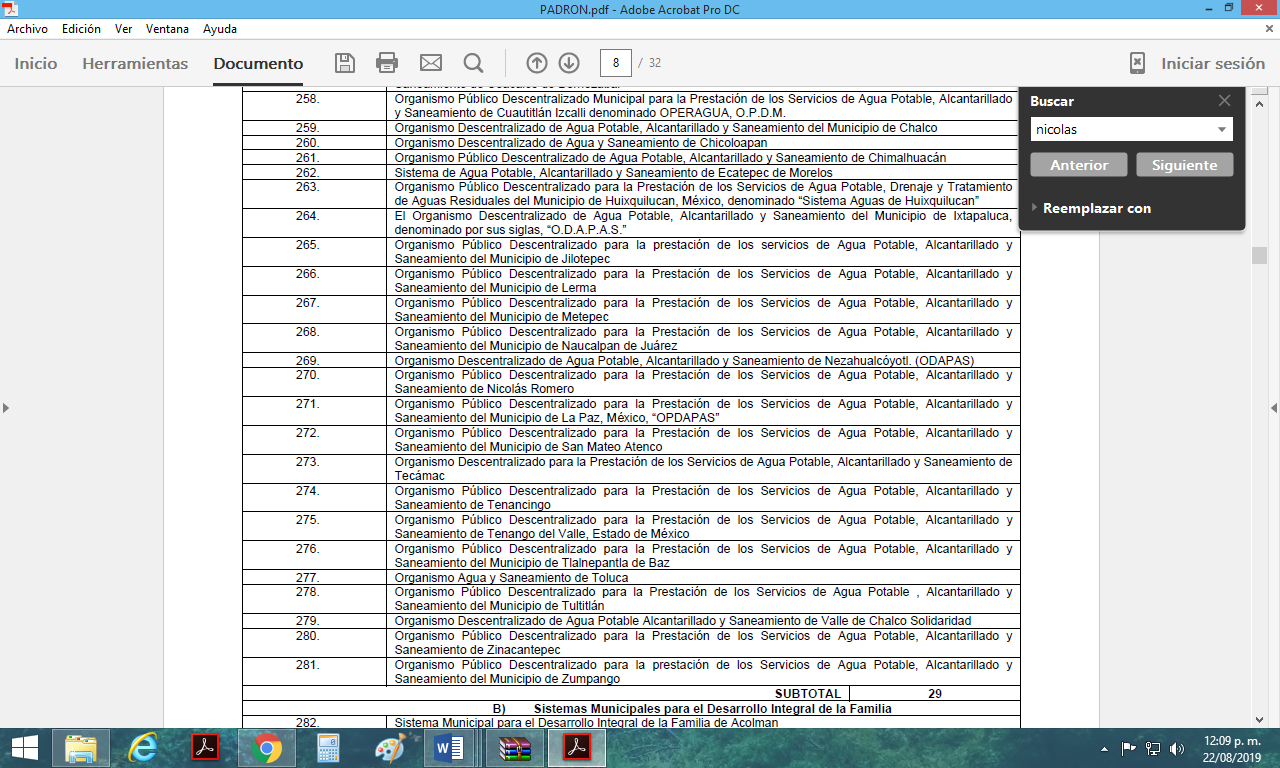 PADRON.pdf - Adobe Acrobat Pro DC
Archivo Edición Ver Ventana Ayuda
Inicio Herramientas Documento 8 / 32 Iniciar sesión
258. Organismo Público Descentralizado Municipal para la Prestación de los Servicios de Agua Potable, Alcantarillado
y Saneamiento de Cuautitlán Izcalli denominado OPERAGUA, O.P.D.M.
259. Organismo Descentralizado de Agua Potable, Alcantarillado y Saneamiento del Municipio de Chalco
260. Organismo Descentralizado de Agua y Saneamiento de Chicoloapan
261. Organismo Público Descentralizado de Agua Potable, Alcantarillado y Saneamiento de Chimalhuacán
262. Sistema de Agua Potable, Alcantarillado y Saneamiento de Ecatepec de Morelos
263. Organismo Público Descentralizado para la Prestación de los Servicios de Agua Potable, Drenaje y Tratamiento
de Aguas Residuales del Municipio de Huixquilucan, México, denominado “Sistema Aguas de Huixquilucan”
264. El Organismo Descentralizado de Agua Potable, Alcantarillado y Saneamiento del Municipio de Ixtapaluca,
denominado por sus siglas, “O.D.A.P.A.S.”
265. Organismo Público Descentralizado para la prestación de los servicios de Agua Potable, Alcantarillado y
Saneamiento del Municipio de Jilotepec
266. Organismo Público Descentralizado para la Prestación de los Servicios de Agua Potable, Alcantarillado y
Saneamiento del Municipio de Lerma
267. Organismo Público Descentralizado para la Prestación de los Servicios de Agua Potable, Alcantarillado y
Saneamiento del Municipio de Metepec
268. Organismo Público Descentralizado para la Prestación de los Servicios de Agua Potable, Alcantarillado y
Saneamiento del Municipio de Naucalpan de Juárez
269. Organismo Descentralizado de Agua Potable, Alcantarillado y Saneamiento de Nezahualcóyotl. (ODAPAS)
270. Organismo Público Descentralizado para la Prestación de los Servicios de Agua Potable, Alcantarillado y
Saneamiento de Nicolás Romero
271. Organismo Público Descentralizado para la Prestación de los Servicios de Agua Potable, Alcantarillado y
Saneamiento del Municipio de La Paz, México, “OPDAPAS”
272. Organismo Público Descentralizado para la Prestación de los Servicios de Agua Potable, Alcantarillado y
Saneamiento del Municipio de San Mateo Atenco
273. Organismo Descentralizado para la Prestación de los Servicios de Agua Potable, Alcantarillado y Saneamiento de
Tecámac
274. Organismo Público Descentralizado para la Prestación de los Servicios de Agua Potable, Alcantarillado y
Saneamiento de Tenancingo
275. Organismo Público Descentralizado para la Prestación de los Servicios de Agua Potable, Alcantarillado y
Saneamiento de Tenango del Valle, Estado de México
276. Organismo Público Descentralizado para la Prestación de los Servicios de Agua Potable, Alcantarillado y
Saneamiento del Municipio de Tlalnepantla de Baz
277. Organismo Agua y Saneamiento de Toluca
278. Organismo Público Descentralizado para la Prestación de los Servicios de Agua Potable , Alcantarillado y
Saneamiento del Municipio de Tultitlán
279. Organismo Descentralizado de Agua Potable Alcantarillado y Saneamiento de Valle de Chalco Solidaridad
280. Organismo Público Descentralizado para la Prestación de los Servicios de Agua Potable, Alcantarillado y
Saneamiento de Zinacantepec
281. Organismo Público Descentralizado para la prestación de los Servicios de Agua Potable, Alcantarillado y
Saneamiento del Municipio de Zumpango
SUBTOTAL 29
B) Sistemas Municipales para el Desarrollo Integral de la Familia
282. Sistema Municipal para el Desarrollo Integral de la Familia de Acolman
Buscar
nicolas
Anterior Siguiente
Reemplazar con
12:09 p. m.
22/08/2019